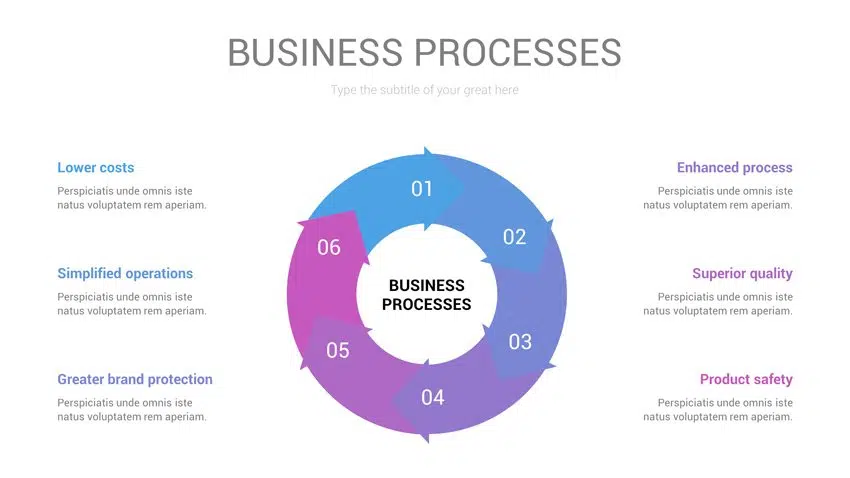 BUSINESS PROCESSES
Type the subtitle of your great here
Lower costs
Perspiciatis unde omnis iste
natus voluptatem rem aperiam.
Simplified operations
Perspiciatis unde omnis iste
natus voluptatem rem aperiam.
Greater brand protection
Perspiciatis unde omnis iste
natus voluptatem rem aperiam.
01
02
03
04
05
06
BUSINESS
PROCESSES
Enhanced process
Perspiciatis unde omnis iste
natus voluptatem rem aperiam.
Superior quality
Perspiciatis unde omnis iste
natus voluptatem rem aperiam.
Product safety
Perspiciatis unde omnis iste
natus voluptatem rem aperiam.